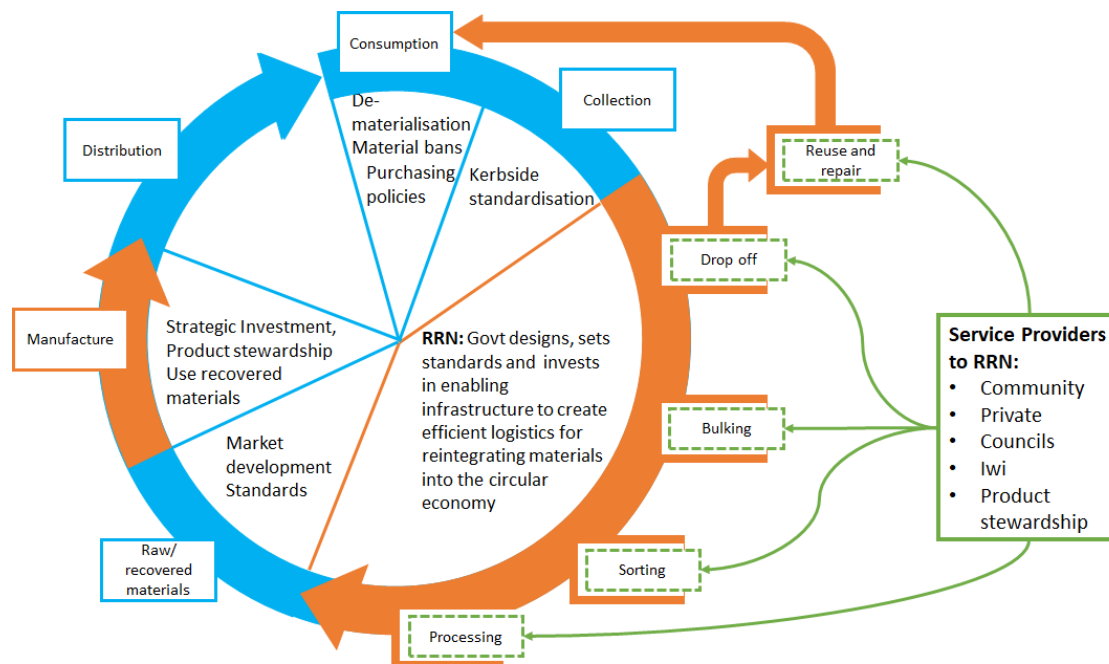 Consumption
Collection
Distribution
De-
materialisation
Material bans
Purchasing
policies
Kerbside
standardisation
Reuse and
repair
Drop off
Manufacture
Strategic Investment,
Product stewardship
Use recovered
materials
RRN: Govt designs, sets
standards and invests
in enabling
infrastructure to create
efficient logistics for
reintegrating materials
into the circular
economy
Service Providers
to RRN:
• Community
• Private
• Councils
• Iwi
• Product
stewardship
Bulking
Market
development
Standards
Raw/
recovered
materials
Sorting
Processing